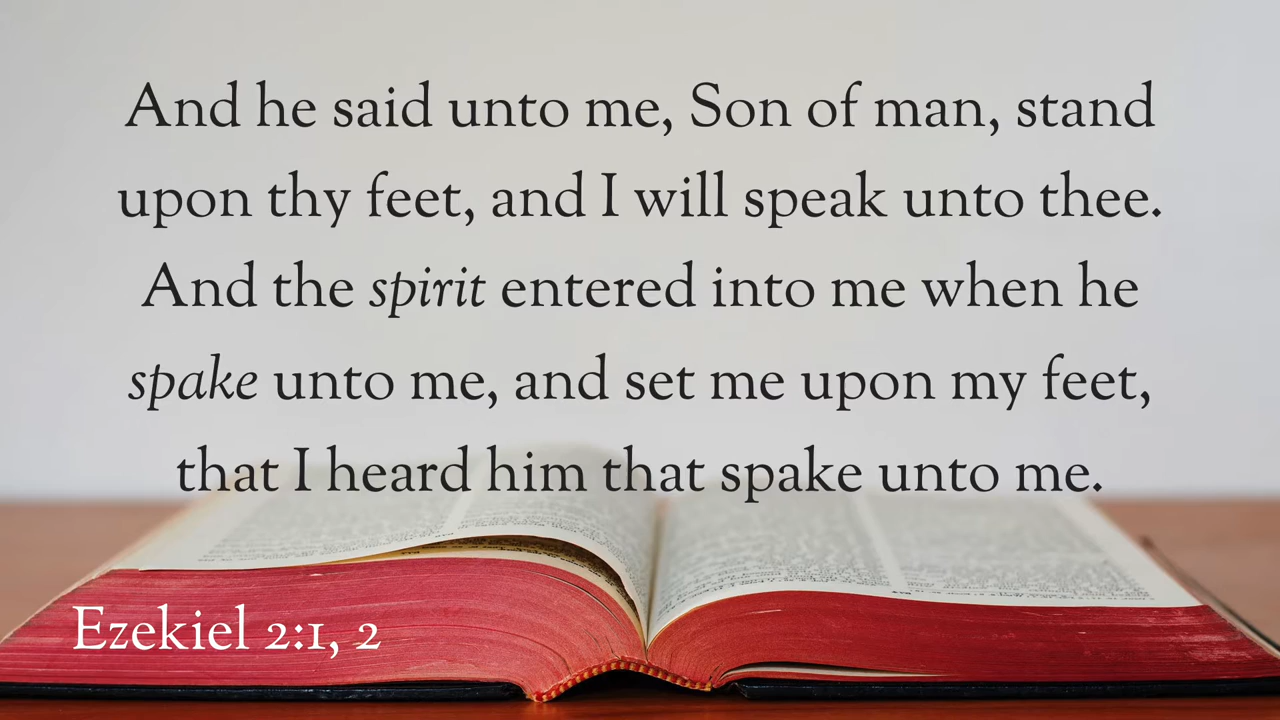 And he said unto me, Son of man, stand
upon thy feet, and I will speak unto thee.
And the spirit entered into me when he
spake unto me, and set me upon my feet,
that I heard him that spake unto me.
Ezekiel 2:1, 2